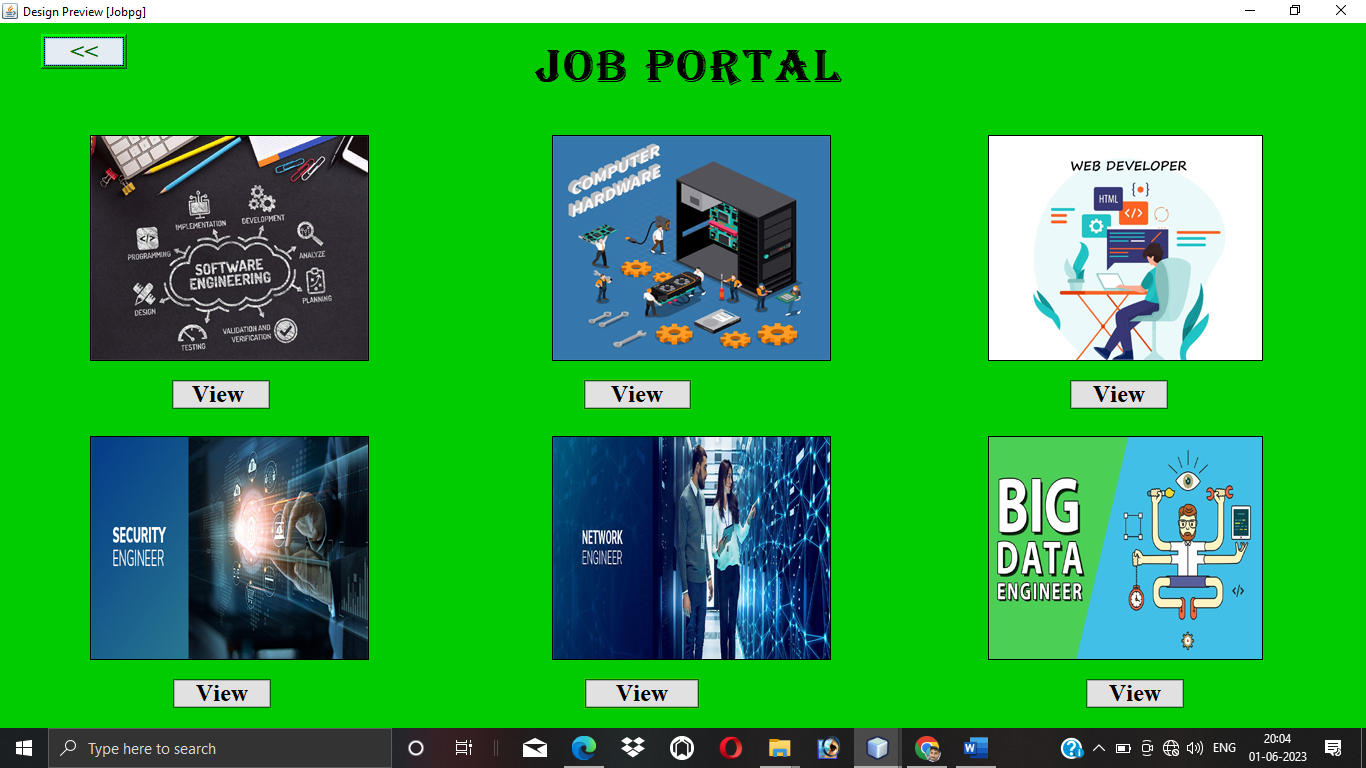 Design Preview [Jobpg]
<<
JOB PORTAL
IMPLEMENTATION
DEVELOPMENT
PROGRAMMING
ANALYZE
SOFTWARE
ENGINEERING
DESIGN
PLANNING
TESTING
VALIDATION AND
VERIFICATION
COMPUTER
HARDWARE
WEB DEVELOPER
HTML
</>
View
View
View
SECURITY
ENGINEER
NETWORK
ENGINEER
BIG
DATA
ENGINEER
</>
View
View
View
Type here to search
ENG
20:04
01-06-2023